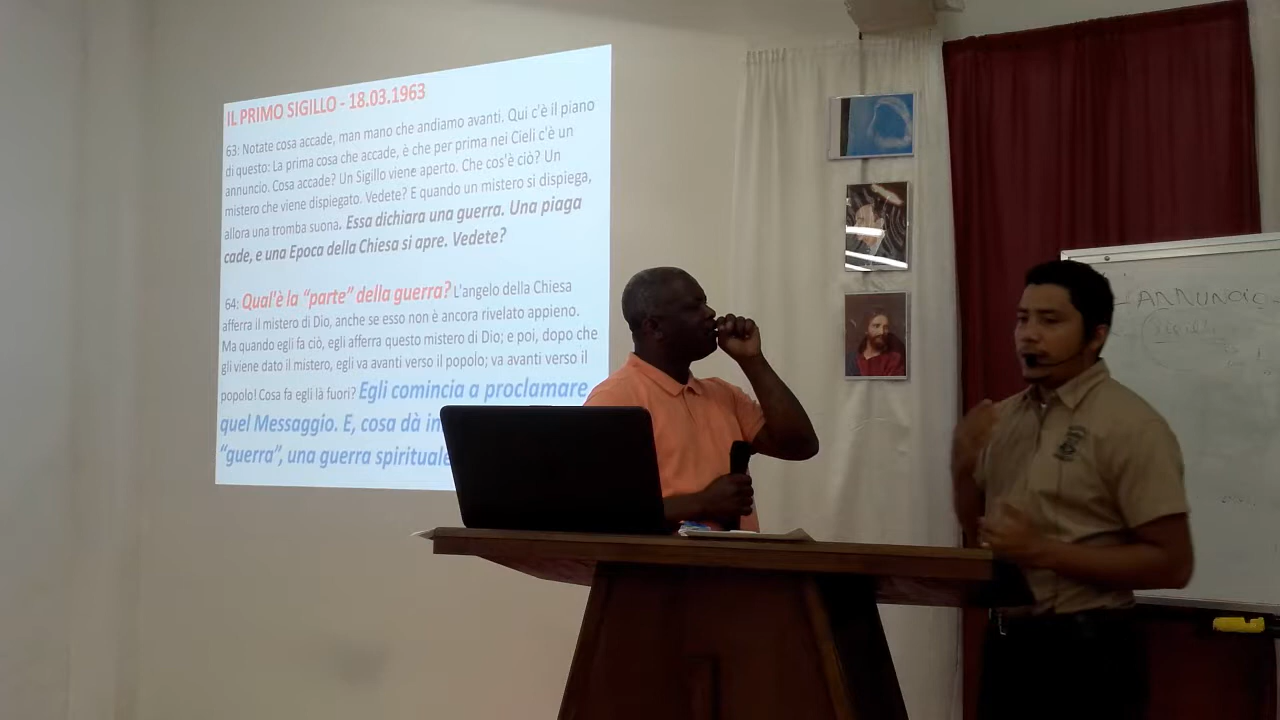 IL PRIMO SIGILLO - 18.03.1963
63: Notate cosa accade, man mano che andiamo avanti. Qui c'è il piano
di questo: La prima cosa che accade, è che per prima nei Cieli c'è un
annuncio. Cosa accade? Un Sigillo viene aperto. Che cos'è ciò? Un
mistero che viene dispiegato. Vedete? E quando un mistero si dispiega,
allora una tromba suona. Essa dichiara una guerra. Una piaga
cade, e una Epoca della Chiesa si apre. Vedete?
64: Qual'è la "parte" della guerra? L'angelo della Chiesa
afferra il mistero di Dio, anche se esso non è ancora rivelato appieno.
Ma quando egli fa ciò, egli afferra questo mistero di Dio; e poi, dopo che
gli viene dato il mistero, egli va avanti verso il popolo; va avanti verso il
popolo! Cosa fa egli là fuori? Egli comincia a proclamare
quel Messaggio. E, cosa dà in
"guerra", una guerra spirituale
ANNUNCIO